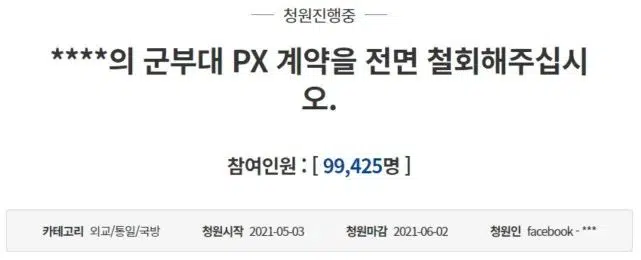 청원진행중
****의 군부대 PX 계약을 전면 철회해주십시
오.
참여인원 : [ 99,425명 ]
카테고리 외교/통일/국방 청원시작 2021-05-03 청원마감 2021-06-02 청원인 facebook - ***